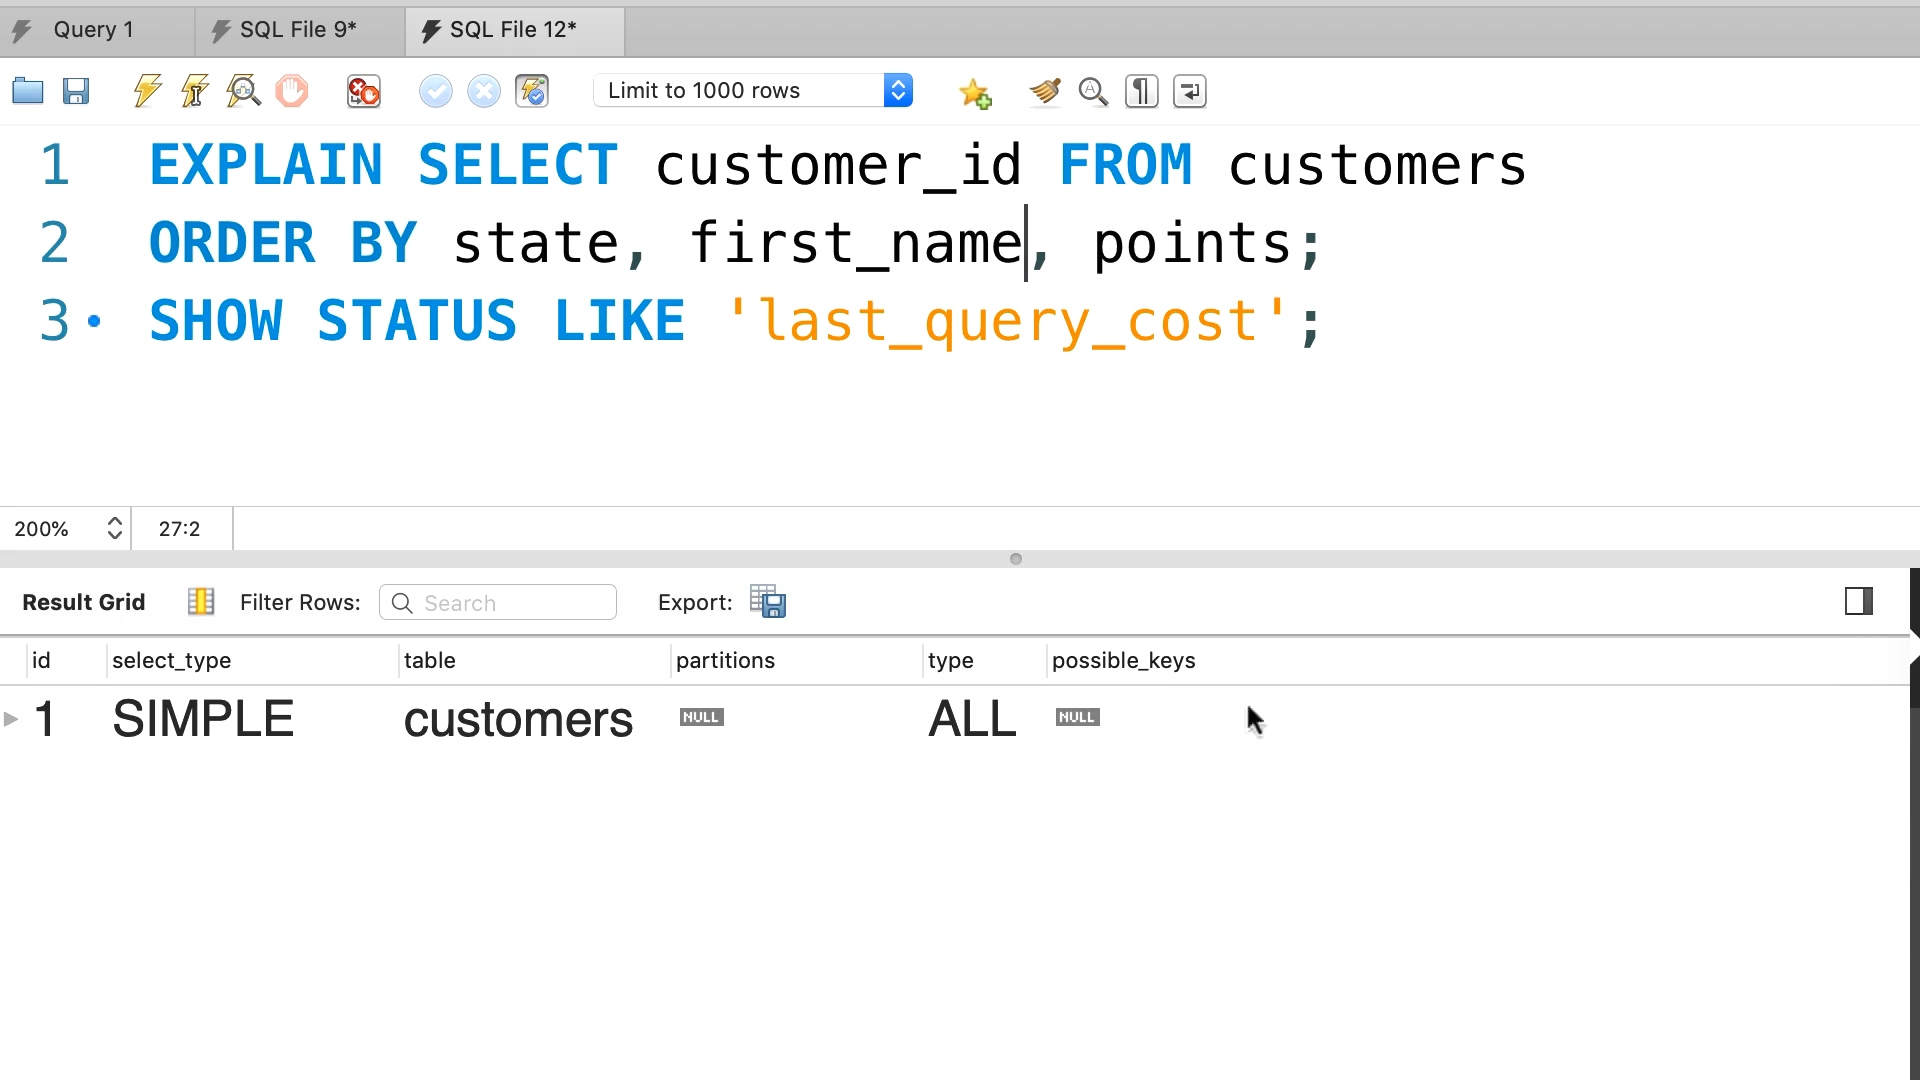 Query 1 SQL File 9* SQL File 12*
Limit to 1000 rows
1 EXPLAIN SELECT customer_id FROM customers
2 ORDER BY state, first_name, points;
3 SHOW STATUS LIKE 'last_query_cost';
200% 27:2
Result Grid Filter Rows: Search Export:
id select_type table partitions type possible_keys
1 SIMPLE customers NULL ALL NULL